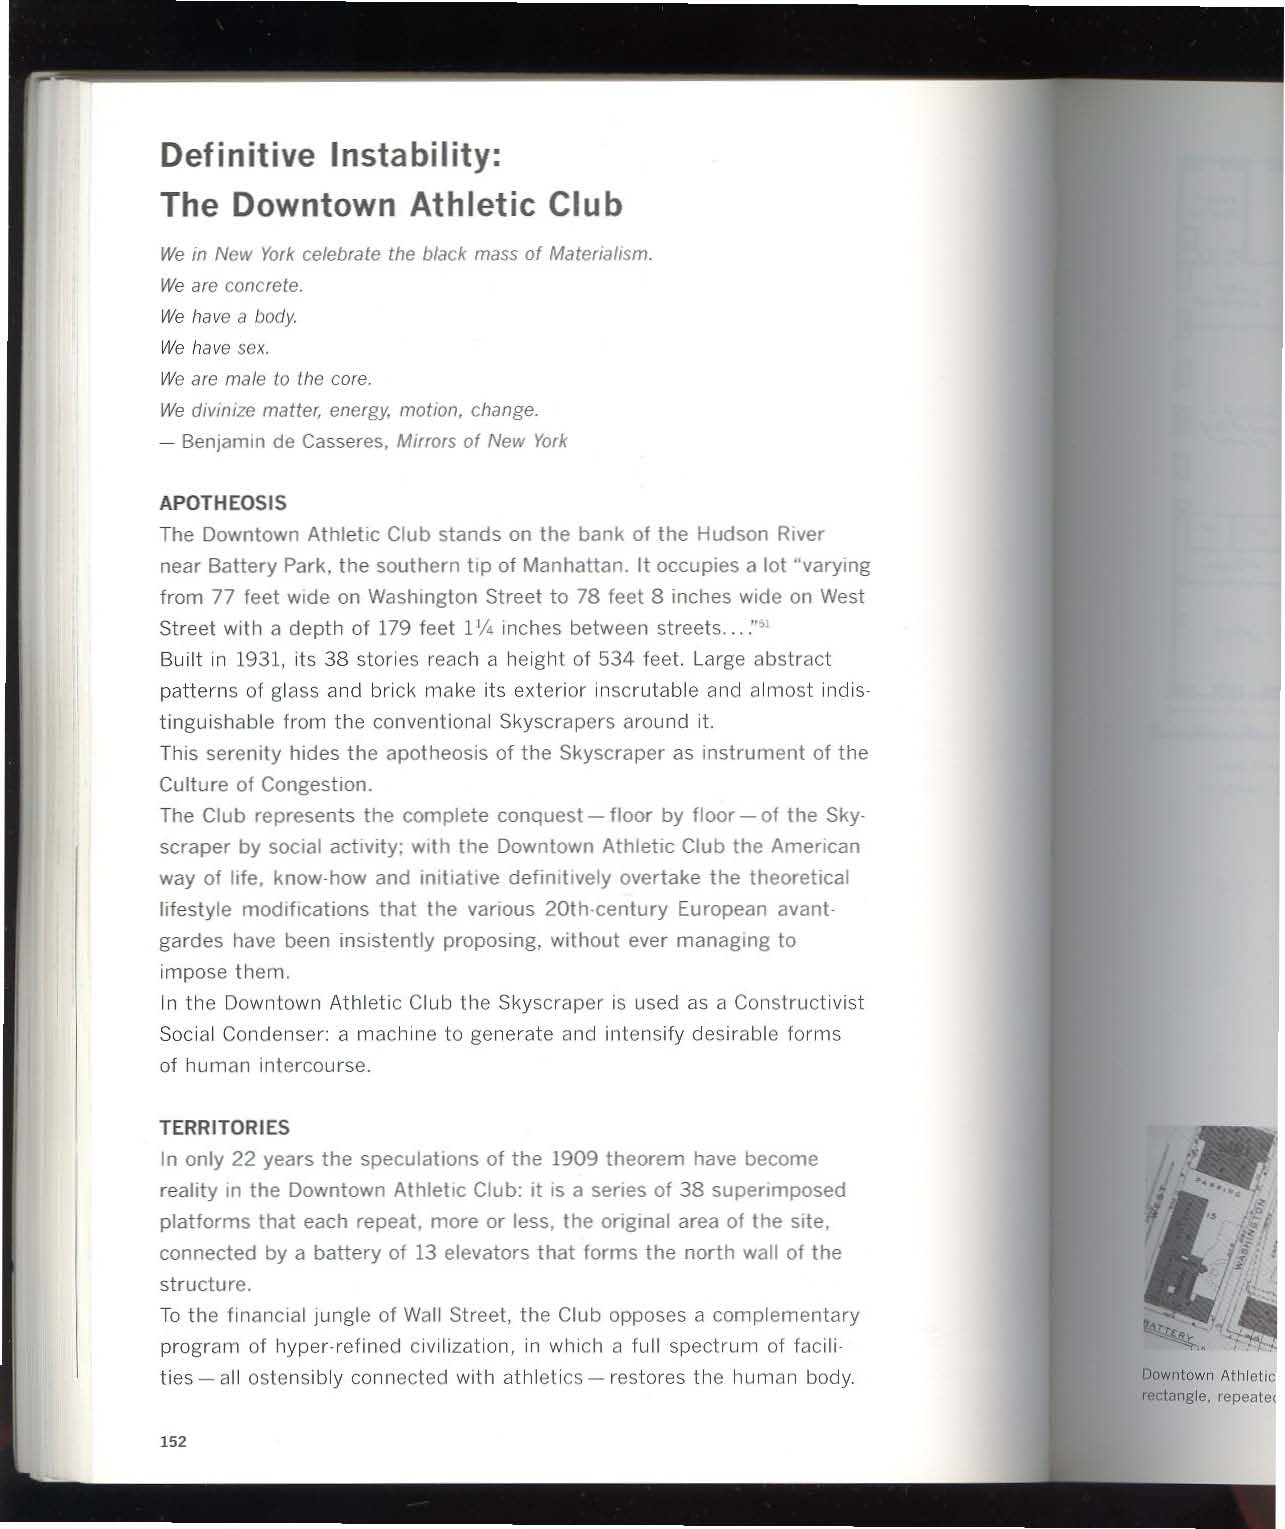 Definitive Instability:
The Downtown Athletic Club
We in New York celebrate the black mass of Materialism.
We are concrete.
We have a body.
We have sex.
We are male to the core.
We divinize matter, energy, motion, change.
— Benjamin de Casseres, Mirrors of New York
APOTHEOSIS
The Downtown Athletic Club stands on the bank of the Hudson River
near Battery Park, the southern tip of Manhattan. It occupies a lot "varying
from 77 feet wide on Washington Street to 78 feet 8 inches wide on West
Street with a depth of 179 feet 1¼ inches between streets...."⁵¹
Built in 1931, its 38 stories reach a height of 534 feet. Large abstract
patterns of glass and brick make its exterior inscrutable and almost indis-
tinguishable from the conventional Skyscrapers around it.
This serenity hides the apotheosis of the Skyscraper as instrument of the
Culture of Congestion.
The Club represents the complete conquest — floor by floor — of the Sky-
scraper by social activity; with the Downtown Athletic Club the American
way of life, know-how and initiative definitively overtake the theoretical
lifestyle modifications that the various 20th-century European avant-
gardes have been insistently proposing, without ever managing to
impose them.
In the Downtown Athletic Club the Skyscraper is used as a Constructivist
Social Condenser: a machine to generate and intensify desirable forms
of human intercourse.
TERRITORIES
In only 22 years the speculations of the 1909 theorem have become
reality in the Downtown Athletic Club: it is a series of 38 superimposed
platforms that each repeat, more or less, the original area of the site,
connected by a battery of 13 elevators that forms the north wall of the
structure.
To the financial jungle of Wall Street, the Club opposes a complementary
program of hyper-refined civilization, in which a full spectrum of facili-
ties — all ostensibly connected with athletics — restores the human body.
152
PARKING
WEST
15
WASHINGTON
BATTERY
Downtown Athletic
rectangle, repeate